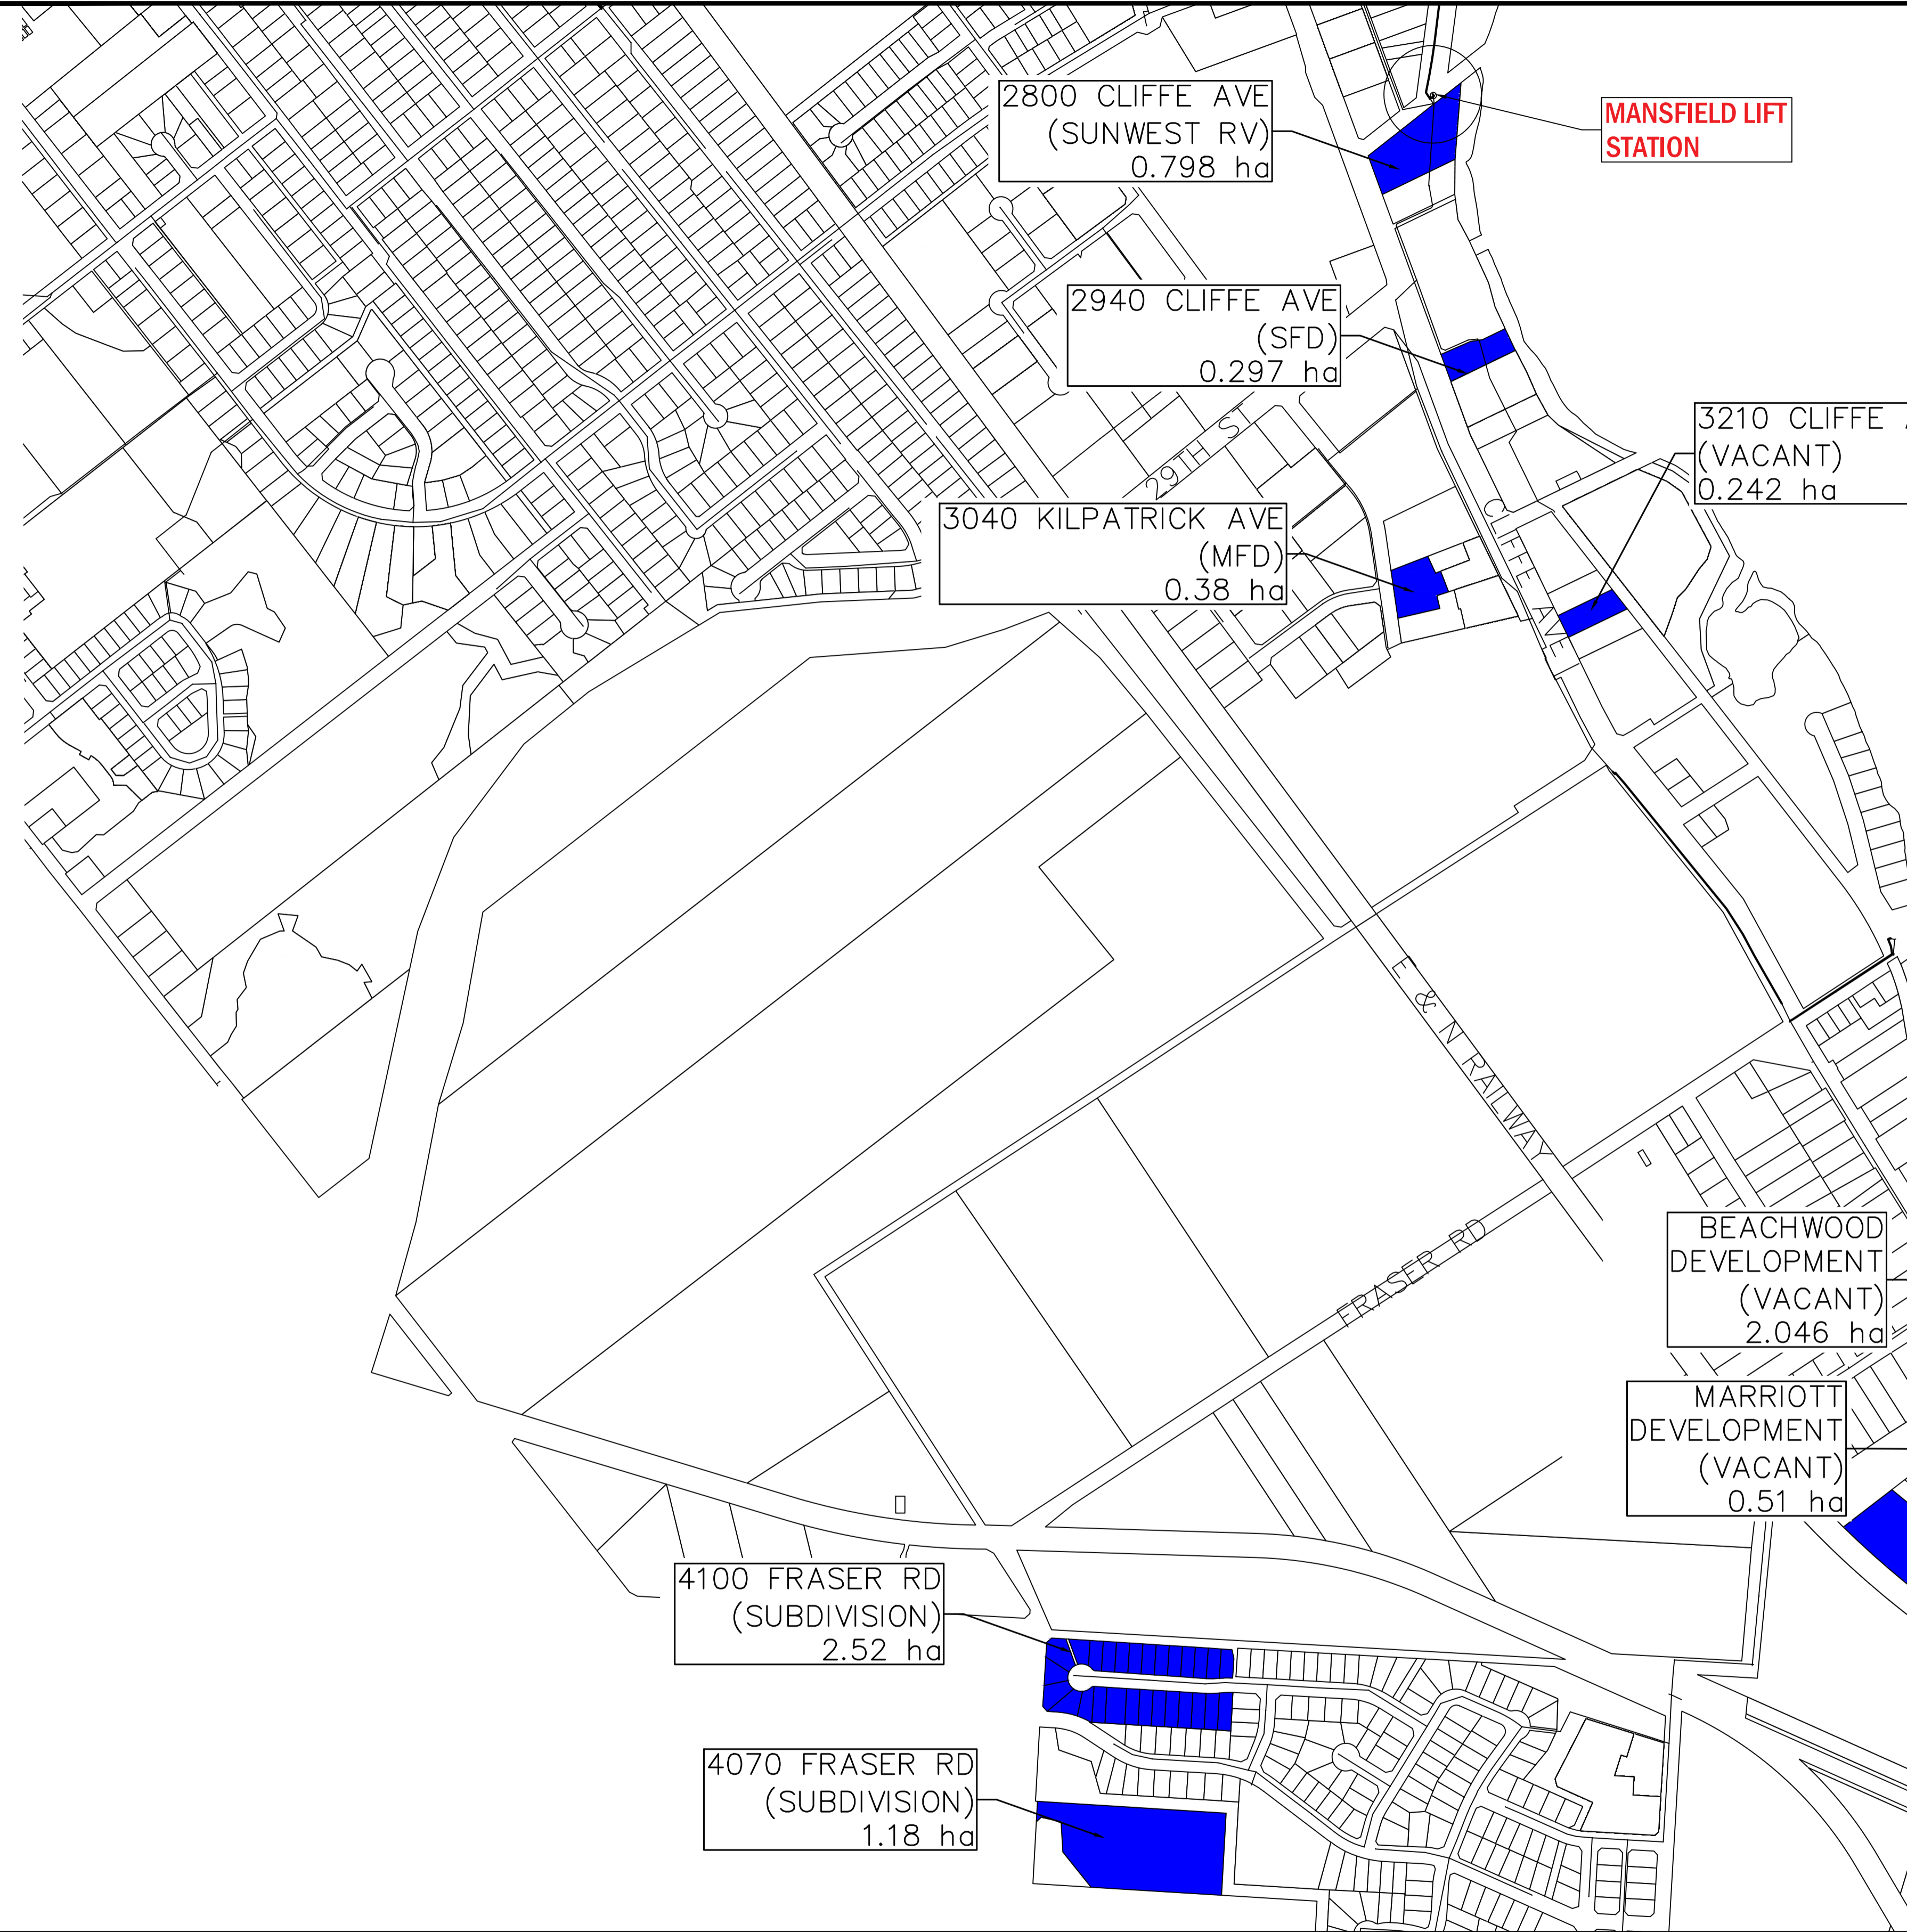 2800 CLIFFE AVE
(SUNWEST RV)
0.798 ha
MANSFIELD LIFT
STATION
2940 CLIFFE AVE
(SFD)
0.297 ha
3210 CLIFFE
(VACANT)
0.242 ha
29TH ST
3040 KILPATRICK AVE
(MFD)
0.38 ha
CLIFFE AVE
E & N RAILWAY
FRASER RD
BEACHWOOD
DEVELOPMENT
(VACANT)
2.046 ha
MARRIOTT
DEVELOPMENT
(VACANT)
0.51 ha
4100 FRASER RD
(SUBDIVISION)
2.52 ha
4070 FRASER RD
(SUBDIVISION)
1.18 ha